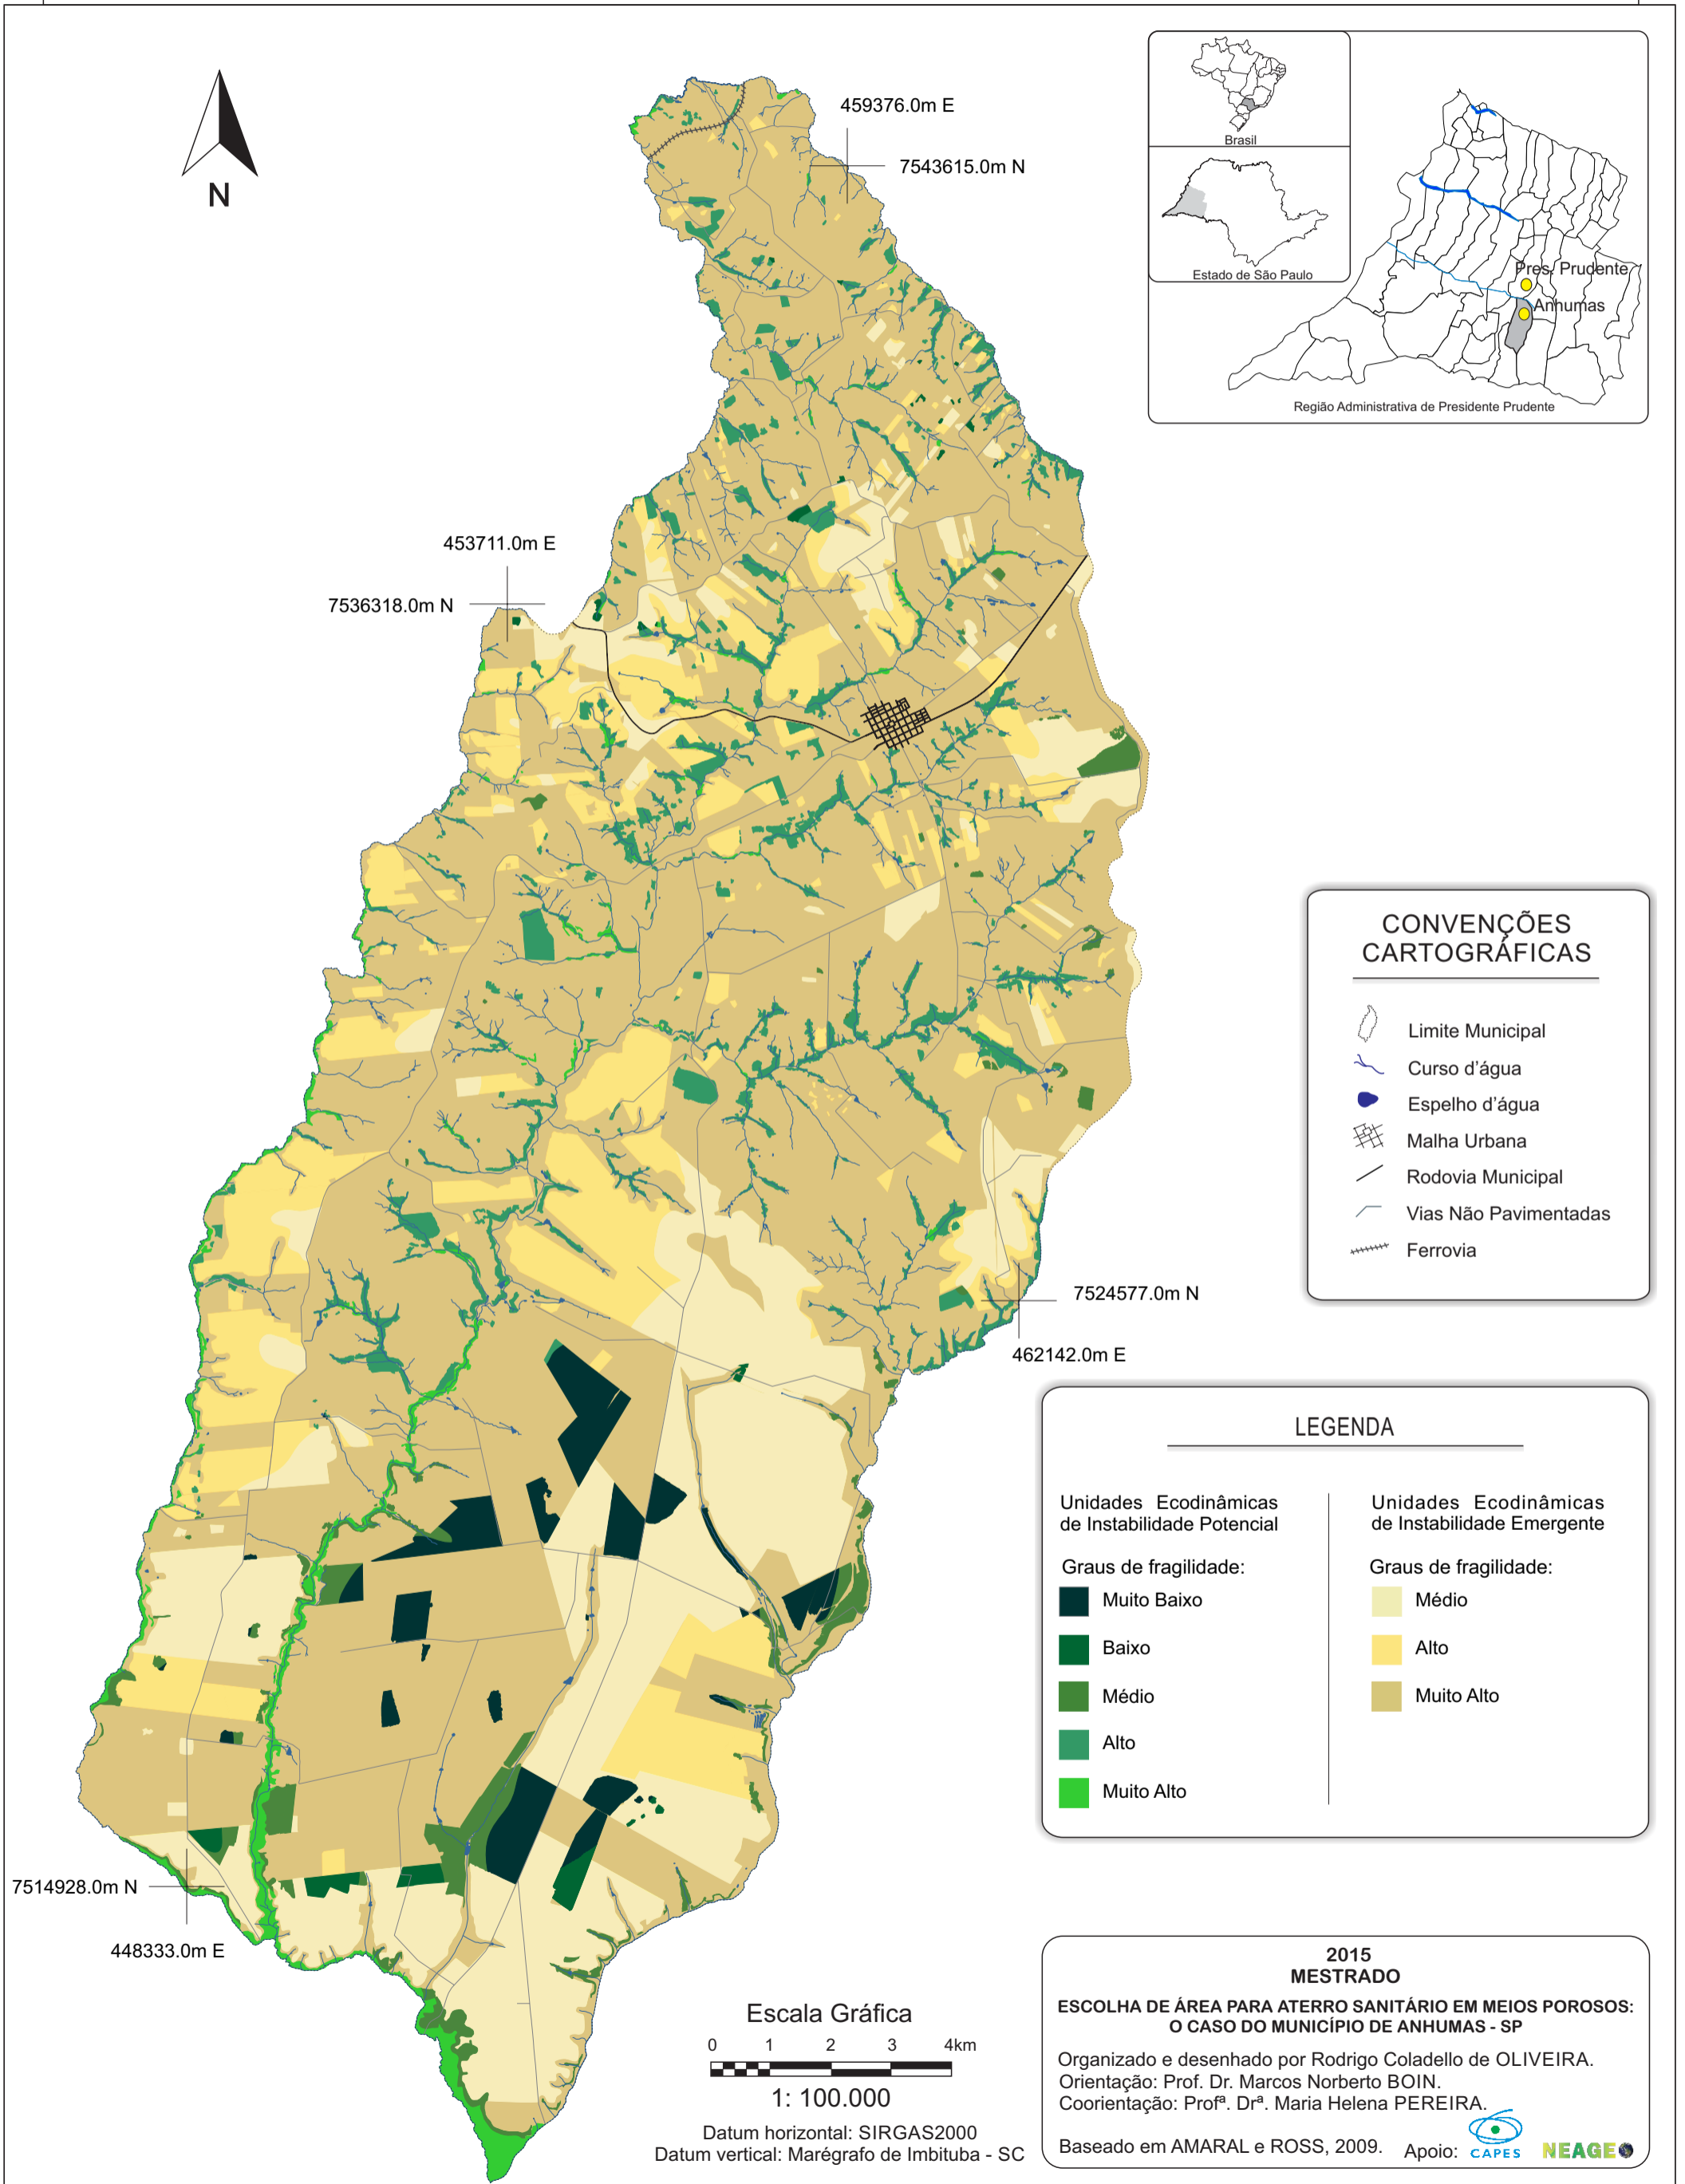 459376.0m E
7543615.0m N
N
Brasil
Estado de São Paulo
Pres. Prudente
Anhumas
Região Administrativa de Presidente Prudente
453711.0m E
7536318.0m N
CONVENÇÕES
CARTOGRÁFICAS
Limite Municipal
Curso d'água
Espelho d'água
Malha Urbana
Rodovia Municipal
Vias Não Pavimentadas
Ferrovia
7524577.0m N
462142.0m E
LEGENDA
Unidades Ecodinâmicas
de Instabilidade Potencial
Graus de fragilidade:
Muito Baixo
Baixo
Médio
Alto
Muito Alto
Unidades Ecodinâmicas
de Instabilidade Emergente
Graus de fragilidade:
Médio
Alto
Muito Alto
7514928.0m N
448333.0m E
Escala Gráfica
0 1 2 3 4km
1: 100.000
Datum horizontal: SIRGAS2000
Datum vertical: Marégrafo de Imbituba - SC
2015
MESTRADO
ESCOLHA DE ÁREA PARA ATERRO SANITÁRIO EM MEIOS POROSOS:
O CASO DO MUNICÍPIO DE ANHUMAS - SP
Organizado e desenhado por Rodrigo Coladello de OLIVEIRA.
Orientação: Prof. Dr. Marcos Norberto BOIN.
Coorientação: Profª. Drª. Maria Helena PEREIRA.
Baseado em AMARAL e ROSS, 2009. Apoio: CAPES NEAGEO